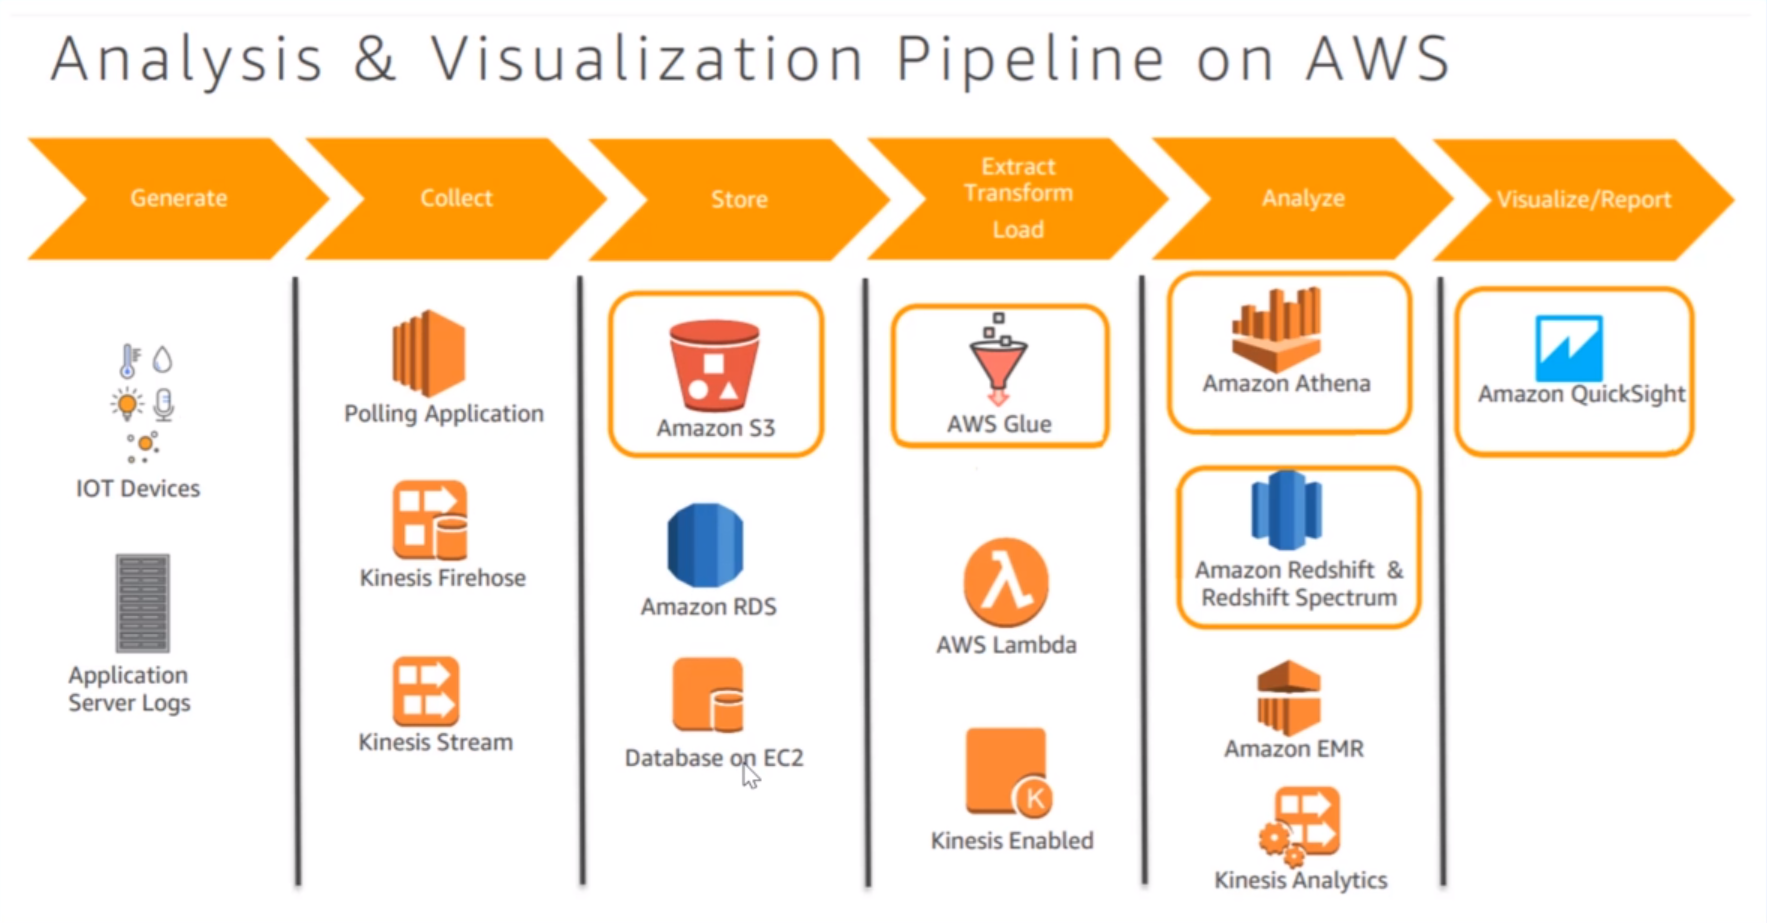 Analysis & Visualization Pipeline on AWS
Generate
Collect
Store
Extract
Transform
Load
Analyze
Visualize/Report
IOT Devices
Application
Server Logs
Polling Application
Kinesis Firehose
Kinesis Stream
Amazon S3
Amazon RDS
Database on EC2
AWS Glue
AWS Lambda
K
Kinesis Enabled
Amazon Athena
Amazon Redshift &
Redshift Spectrum
Amazon EMR
Kinesis Analytics
Amazon QuickSight